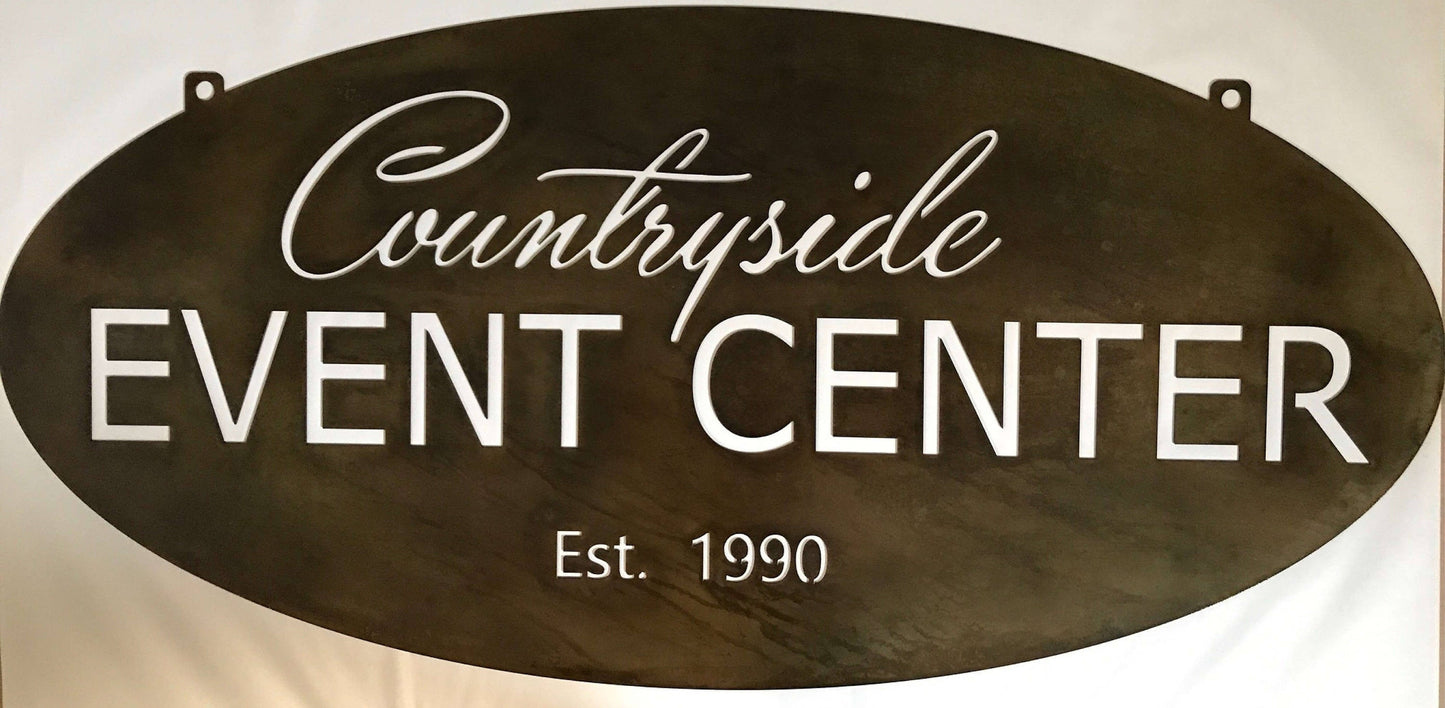 Countryside
EVENT CENTER
Est. 1990